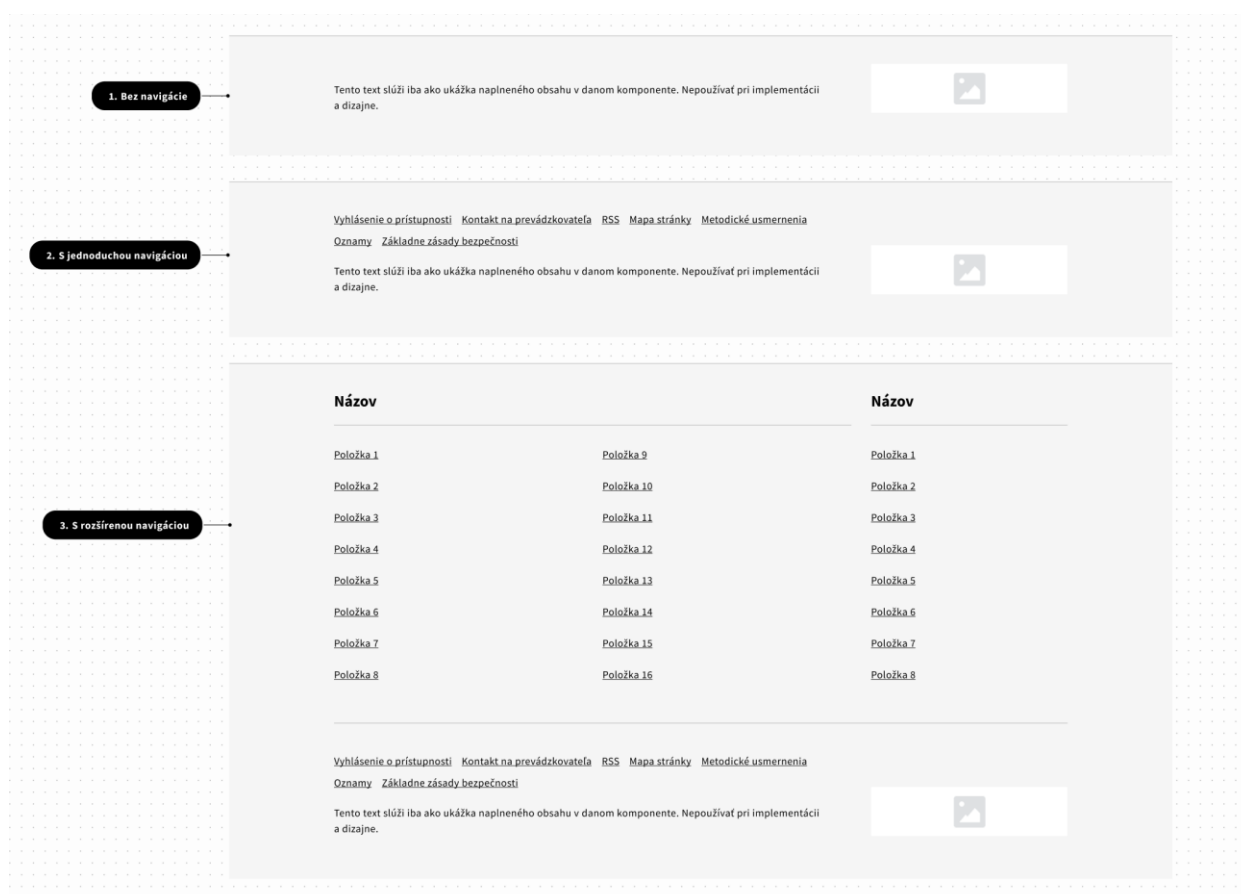 1. Bez navigácie
Tento text slúži iba ako ukážka naplneného obsahu v danom komponente. Nepoužívať pri implementácii
a dizajne.
2. S jednoduchou navigáciou
Vyhlásenie o prístupnosti Kontakt na prevádzkovateľa RSS Mapa stránky Metodické usmernenia
Oznamy Základne zásady bezpečnosti
Tento text slúži iba ako ukážka naplneného obsahu v danom komponente. Nepoužívať pri implementácii
a dizajne.
3. S rozšírenou navigáciou
Názov
Položka 1
Položka 2
Položka 3
Položka 4
Položka 5
Položka 6
Položka 7
Položka 8
Položka 9
Položka 10
Položka 11
Položka 12
Položka 13
Položka 14
Položka 15
Položka 16
Názov
Položka 1
Položka 2
Položka 3
Položka 4
Položka 5
Položka 6
Položka 7
Položka 8
Vyhlásenie o prístupnosti Kontakt na prevádzkovateľa RSS Mapa stránky Metodické usmernenia
Oznamy Základne zásady bezpečnosti
Tento text slúži iba ako ukážka naplneného obsahu v danom komponente. Nepoužívať pri implementácii
a dizajne.